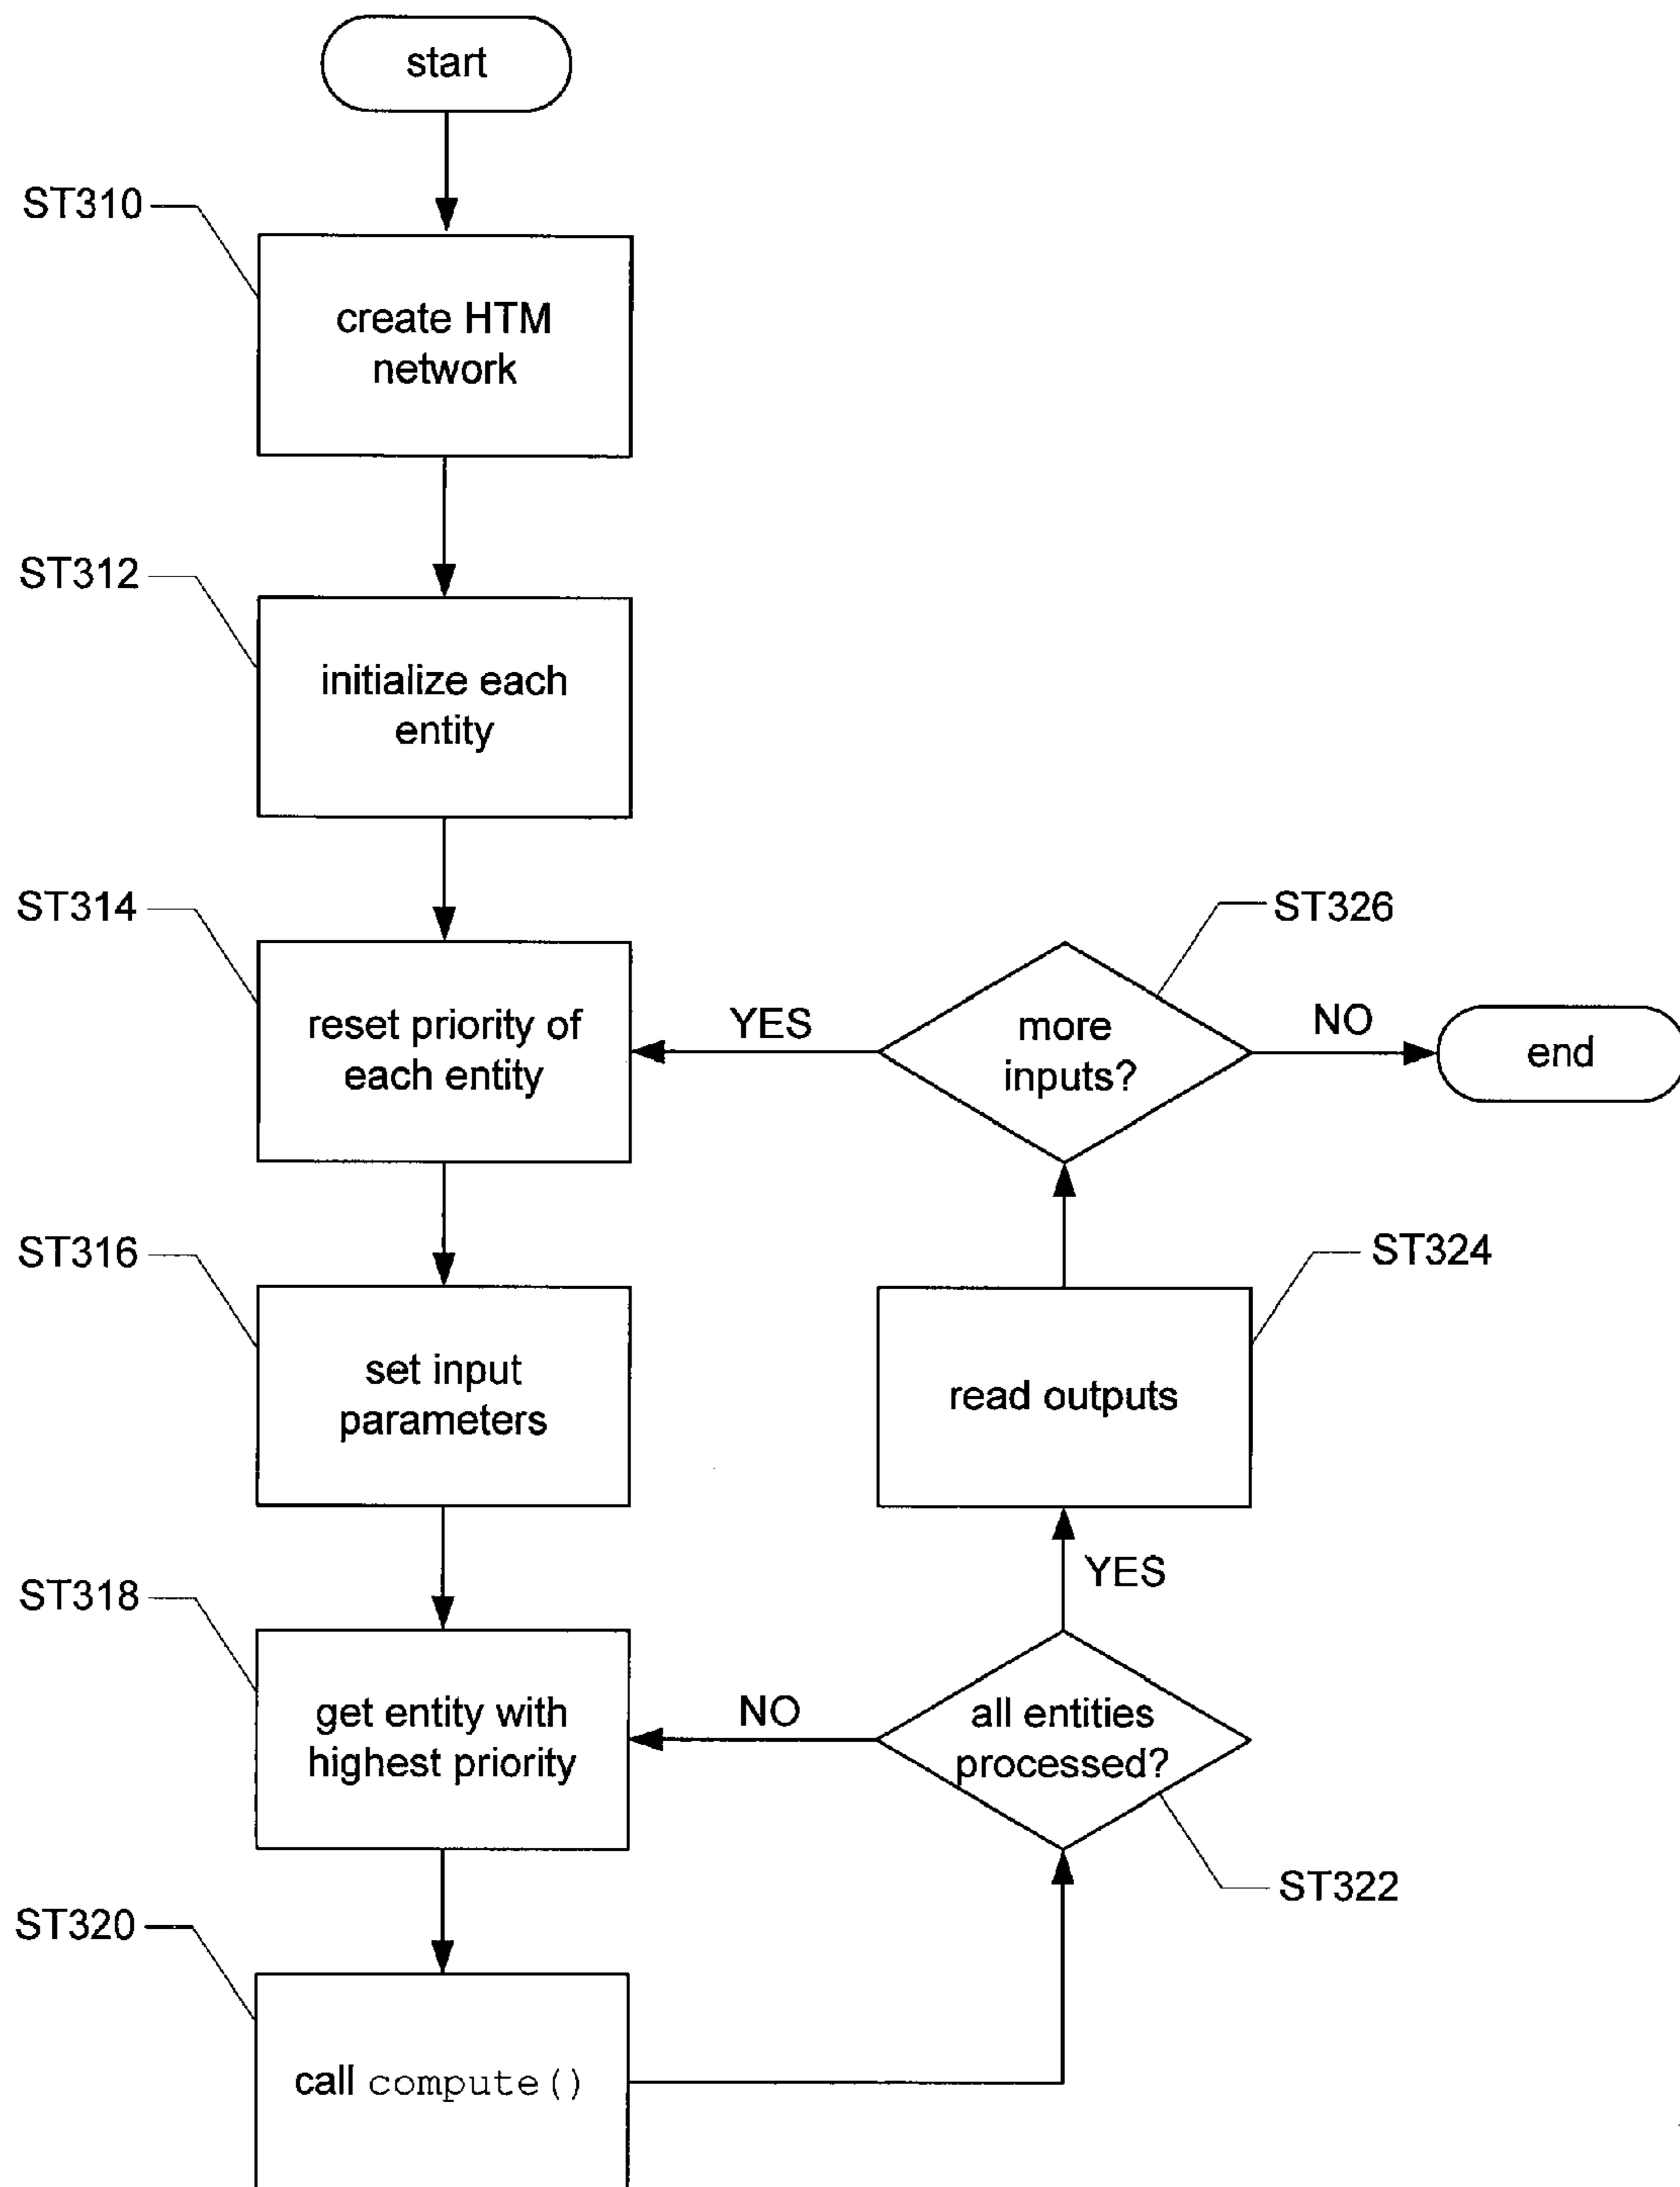 start
ST310
create HTM
network
ST312
initialize each
entity
ST314
reset priority of
each entity
YES
more
inputs?
ST326
NO
end
ST316
set input
parameters
ST324
read outputs
YES
ST318
get entity with
highest priority
NO
all entities
processed?
ST322
ST320
call compute()